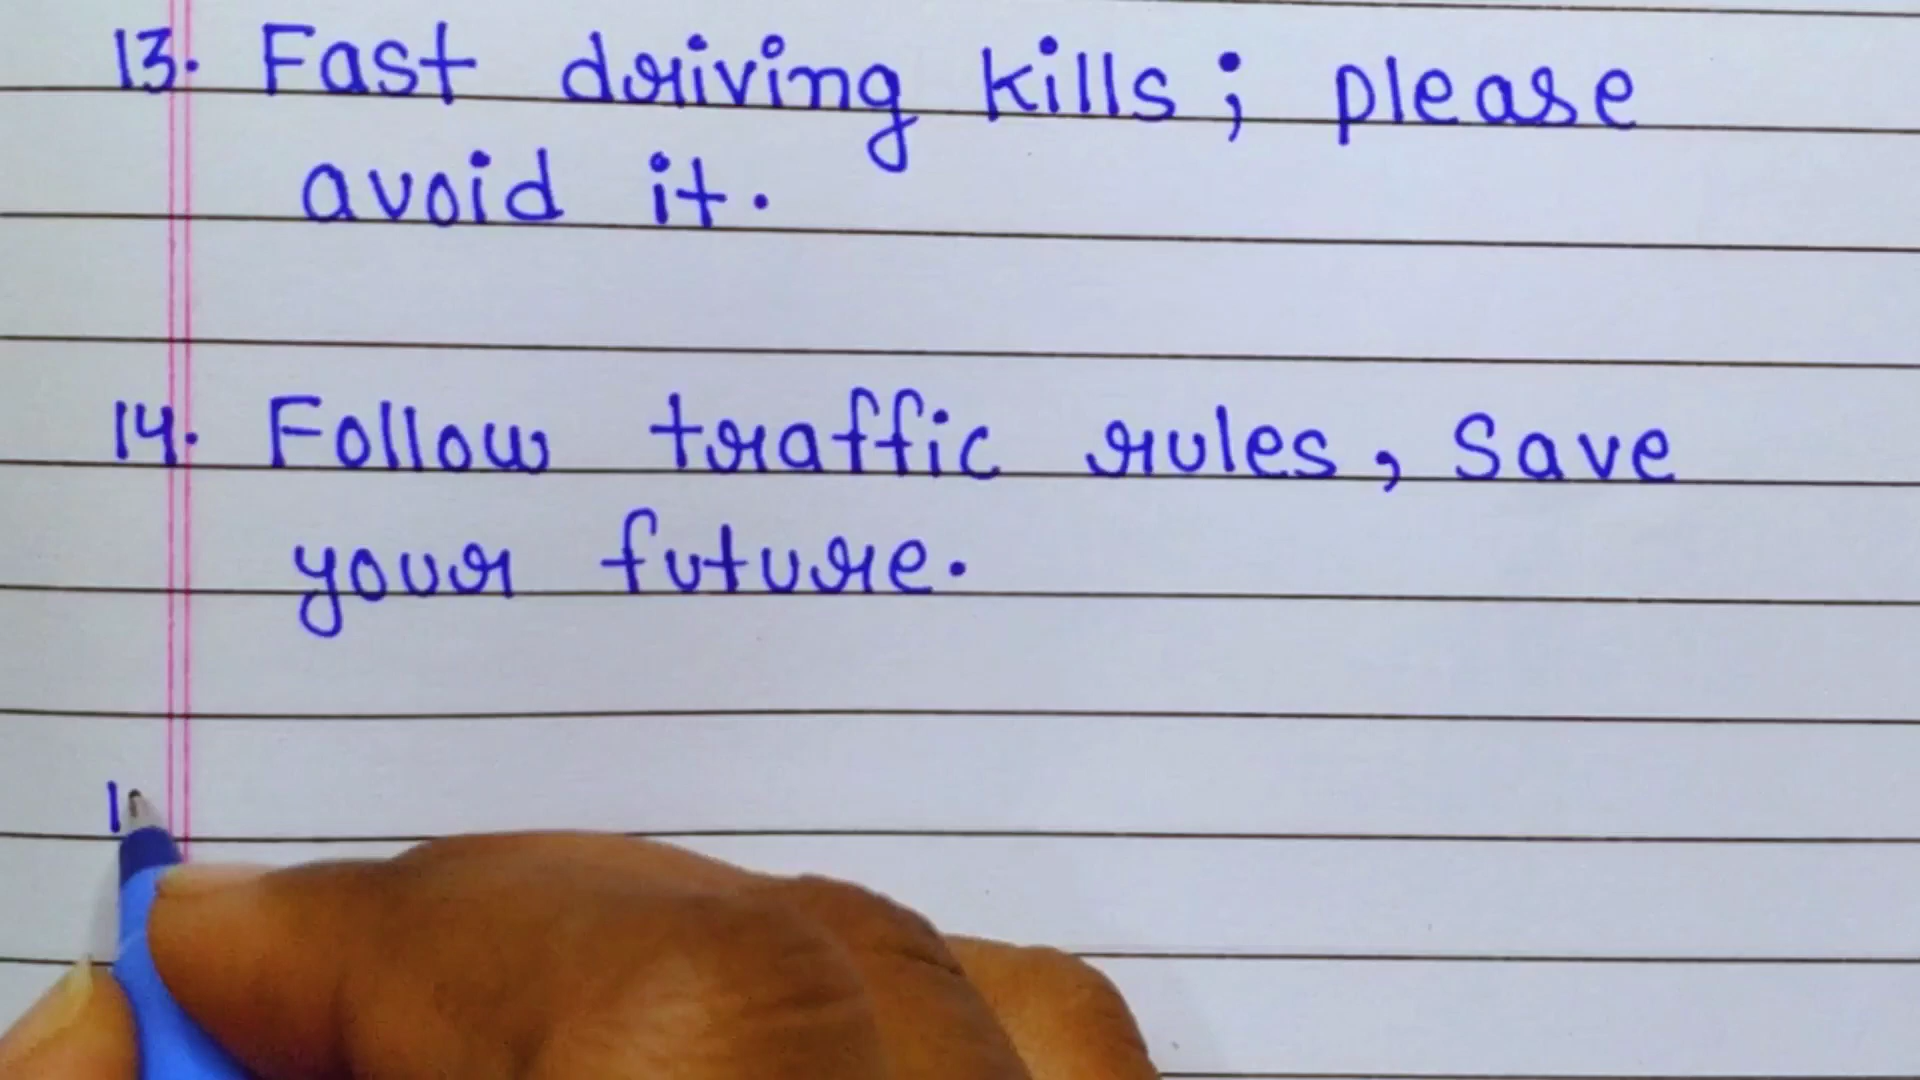 13. Fast driving kills; please
avoid it.
14. Follow traffic rules, Save
your future.
1